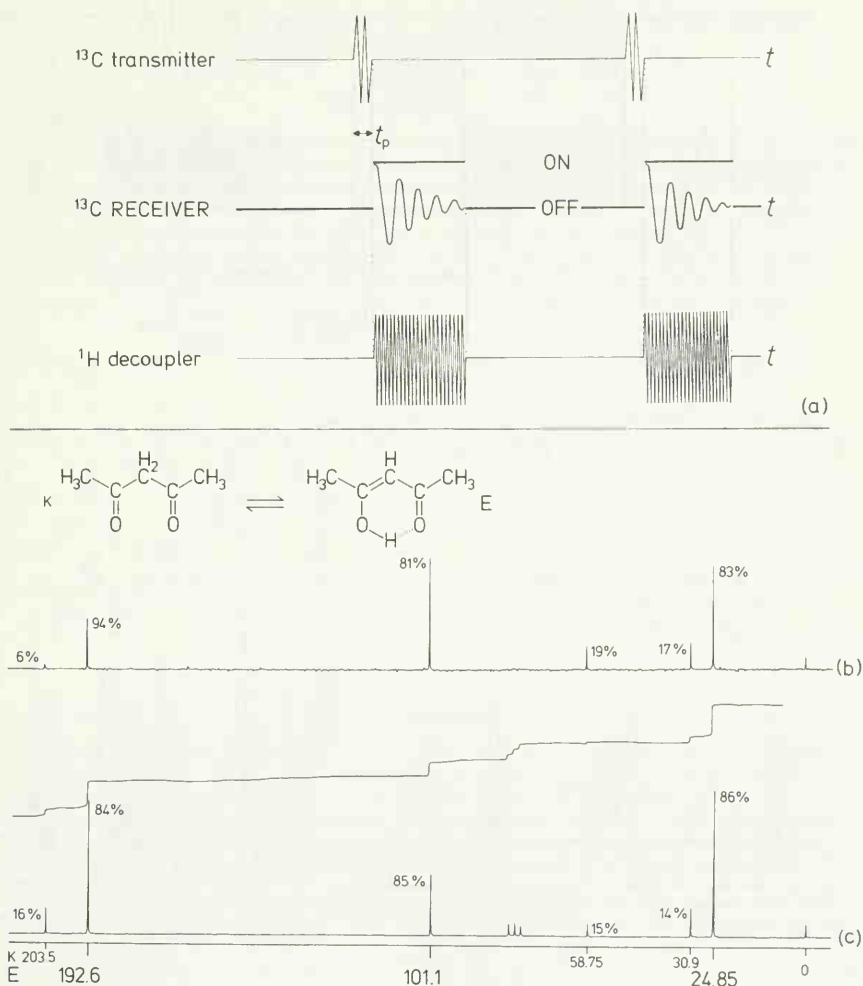 ¹³C transmitter
t
tₚ
ON
¹³C RECEIVER
OFF
t
¹H decoupler
t
(a)
H₂
H₃C C CH₃
C C
K
O O
H
H₃C C CH₃
C C
E
O O
H
81%
83%
94%
6%
19%
17%
(b)
84%
86%
85%
16%
15%
14%
(c)
K 203.5
58.75
30.9
0
E 192.6
101.1
24.85